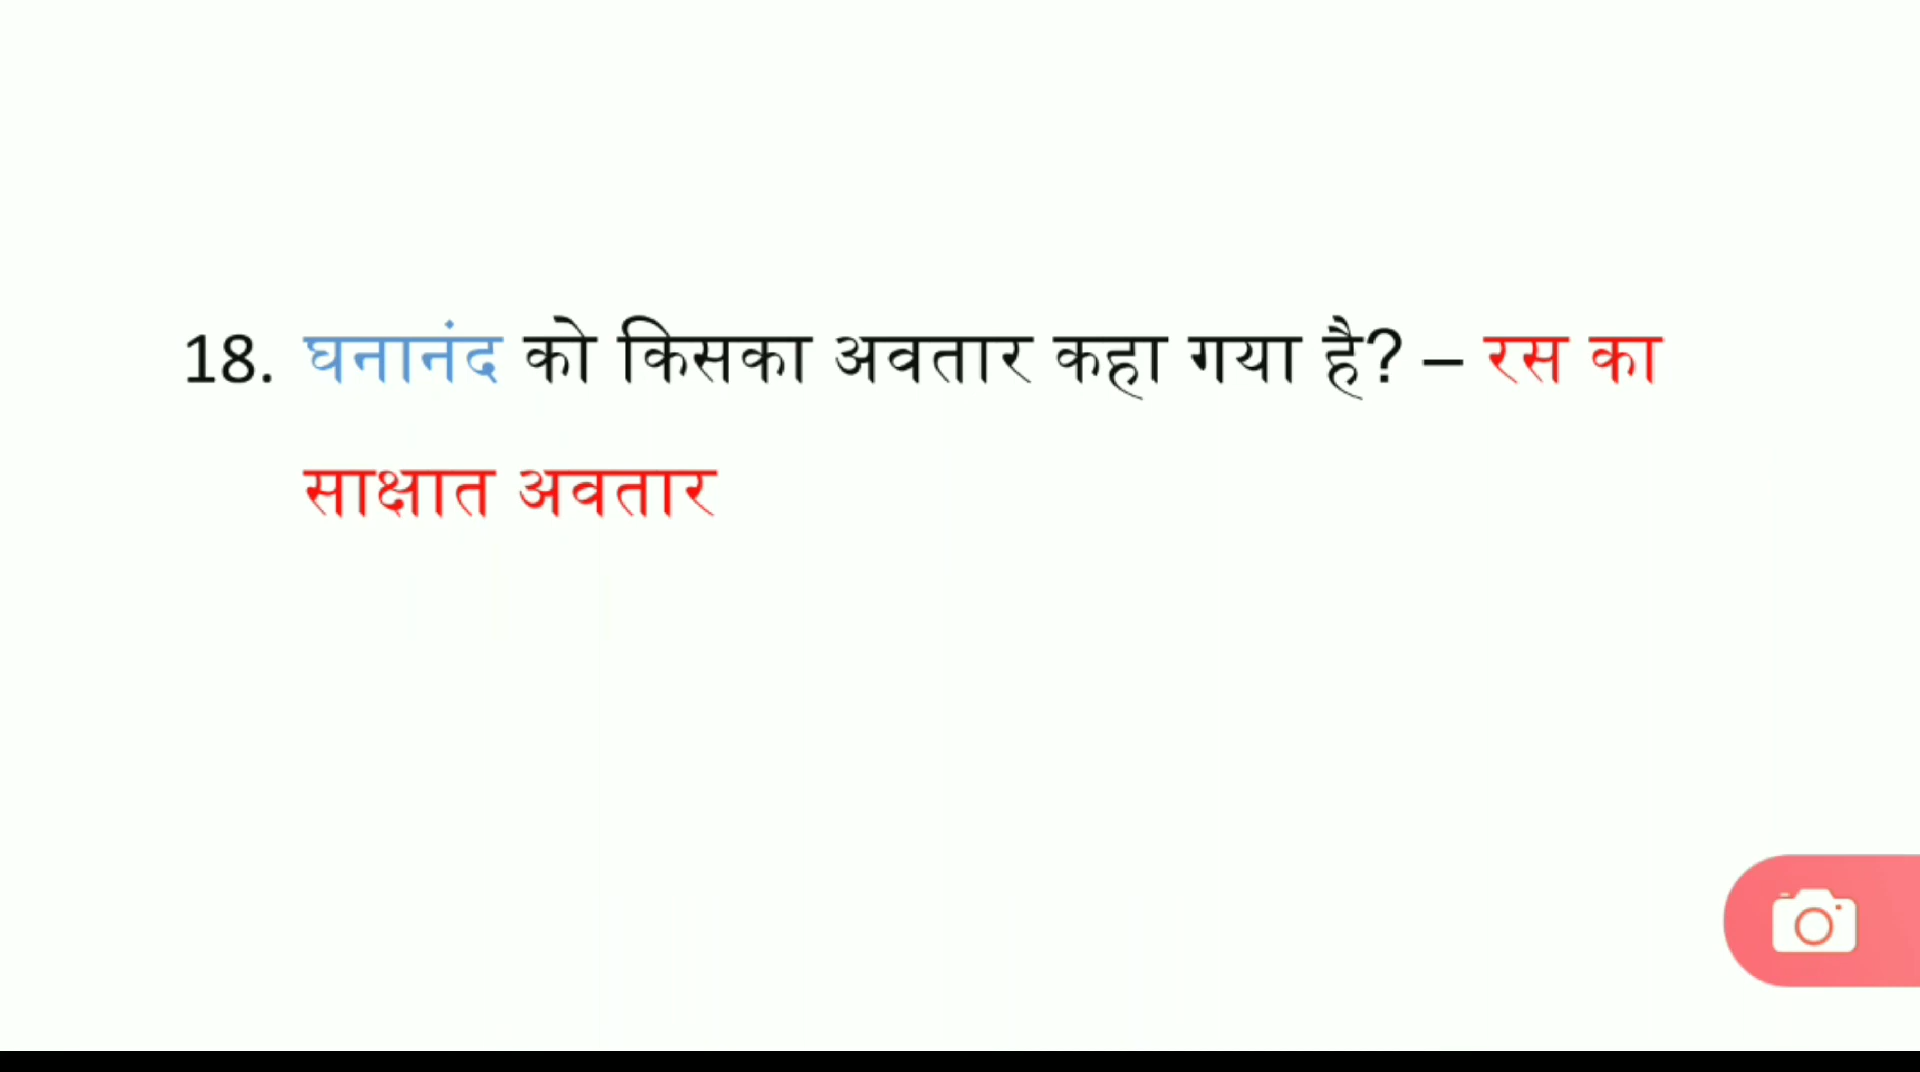 18. घनानंद को किसका अवतार कहा गया है? – रस का
साक्षात अवतार